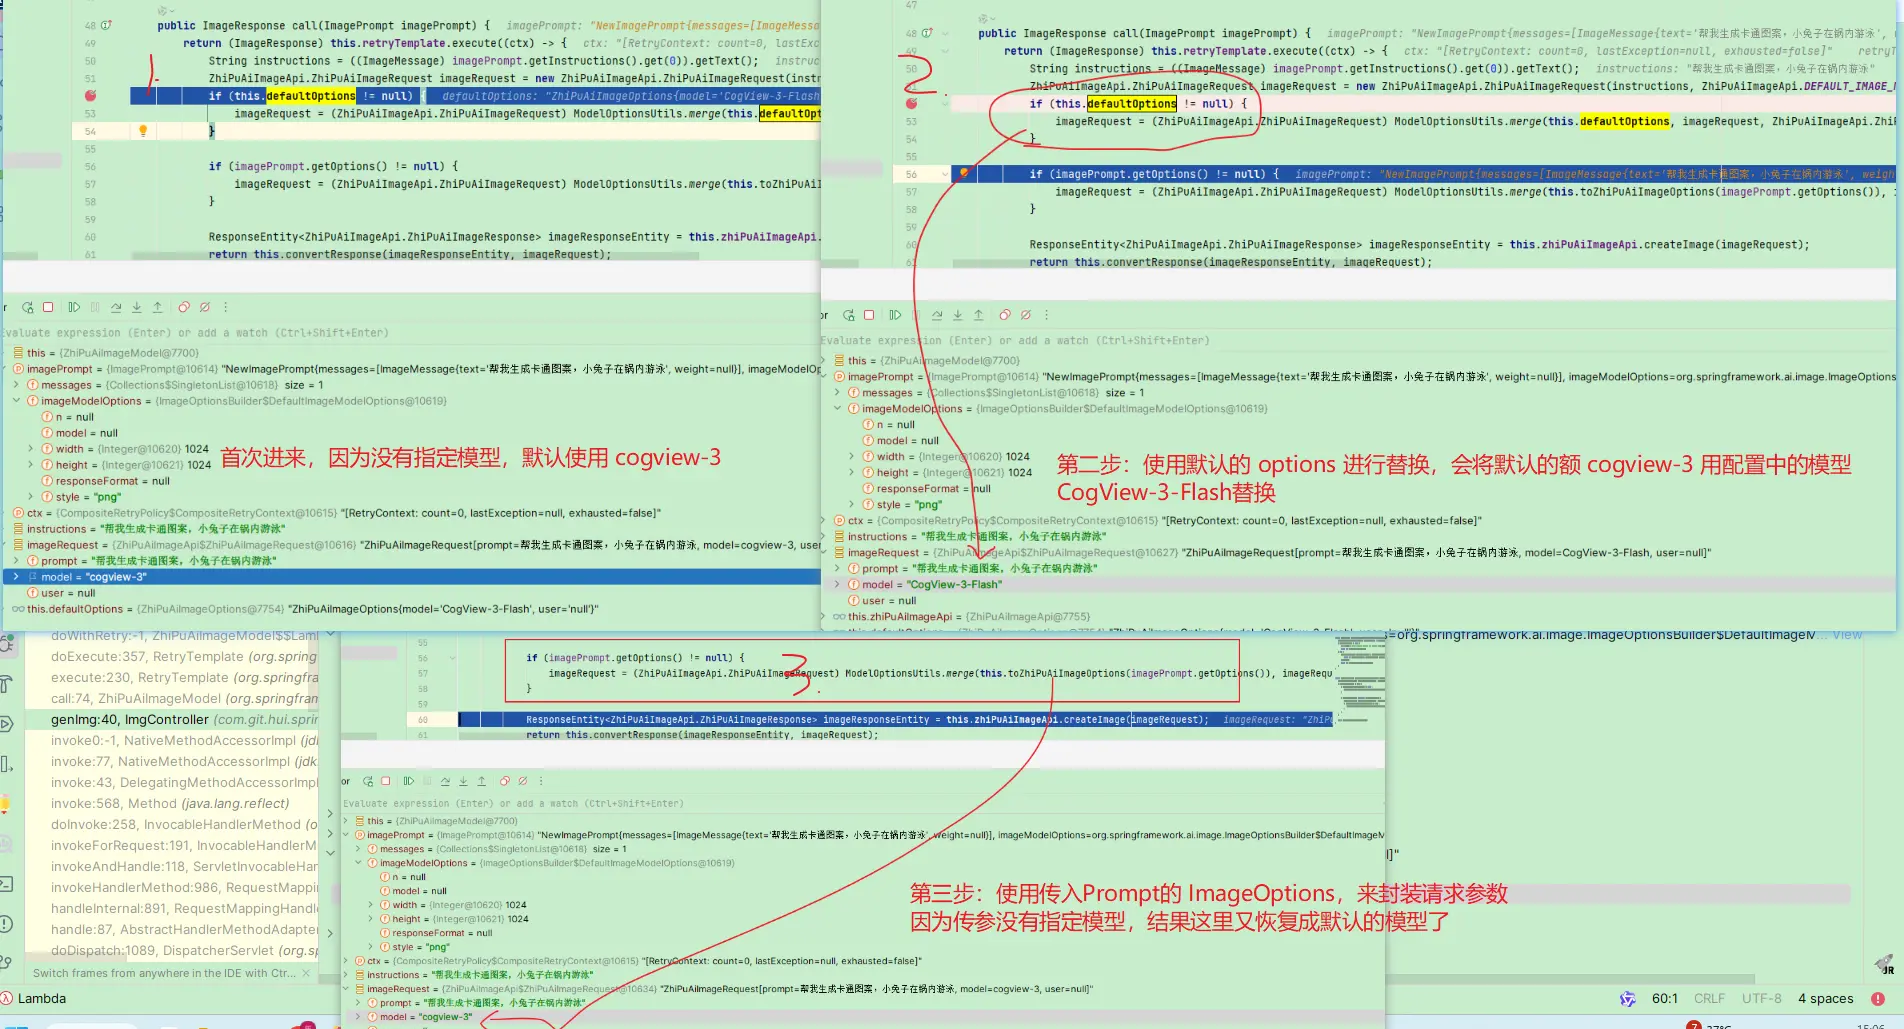 48 public ImageResponse call(ImagePrompt imagePrompt) { imagePrompt: "NewImagePrompt{messages=[ImageMessa
49 return (ImageResponse) this.retryTemplate.execute((ctx) -> { ctx: "[RetryContext: count=0, lastExc
50 String instructions = ((ImageMessage) imagePrompt.getInstructions().get(0)).getText(); instruc
51 ZhiPuAiImageApi.ZhiPuAiImageRequest imageRequest = new ZhiPuAiImageApi.ZhiPuAiImageRequest(instr
if (this.defaultOptions != null) { defaultOptions: "ZhiPuAiImageOptions{model='CogView-3-Flash
53 imageRequest = (ZhiPuAiImageApi.ZhiPuAiImageRequest) ModelOptionsUtils.merge(this.defaultOpt
54 }
55
56 if (imagePrompt.getOptions() != null) {
57 imageRequest = (ZhiPuAiImageApi.ZhiPuAiImageRequest) ModelOptionsUtils.merge(this.toZhiPuAiI
58 }
59
60 ResponseEntity<ZhiPuAiImageApi.ZhiPuAiImageResponse> imageResponseEntity = this.zhiPuAiImageApi.
61 return this.convertResponse(imageResponseEntity, imageRequest);
1.
Evaluate expression (Enter) or add a watch (Ctrl+Shift+Enter)
this = {ZhiPuAiImageModel@7700}
imagePrompt = {ImagePrompt@10614} "NewImagePrompt{messages=[ImageMessage{text='帮我生成卡通图案，小兔子在锅内游泳', weight=null}], imageModelOp
messages = {Collections$SingletonList@10618} size = 1
imageModelOptions = {ImageOptionsBuilder$DefaultImageModelOptions@10619}
n = null
model = null
width = {Integer@10620} 1024
height = {Integer@10621} 1024
responseFormat = null
style = "png"
首次进来，因为没有指定模型，默认使用 cogview-3
ctx = {CompositeRetryPolicy$CompositeRetryContext@10615} "[RetryContext: count=0, lastException=null, exhausted=false]"
instructions = "帮我生成卡通图案，小兔子在锅内游泳"
imageRequest = {ZhiPuAiImageApi$ZhiPuAiImageRequest@10616} "ZhiPuAiImageRequest[prompt=帮我生成卡通图案，小兔子在锅内游泳, model=cogview-3, user
prompt = "帮我生成卡通图案，小兔子在锅内游泳"
model = "cogview-3"
user = null
this.defaultOptions = {ZhiPuAiImageOptions@7754} "ZhiPuAiImageOptions{model='CogView-3-Flash', user='null'}"
47
48 public ImageResponse call(ImagePrompt imagePrompt) { imagePrompt: "NewImagePrompt{messages=[ImageMessage{text='帮我生成卡通图案，小兔子在锅内游泳',
49 return (ImageResponse) this.retryTemplate.execute((ctx) -> { ctx: "[RetryContext: count=0, lastException=null, exhausted=false]" retryT
50 String instructions = ((ImageMessage) imagePrompt.getInstructions().get(0)).getText(); instructions: "帮我生成卡通图案，小兔子在锅内游泳"
ZhiPuAiImageApi.ZhiPuAiImageRequest imageRequest = new ZhiPuAiImageApi.ZhiPuAiImageRequest(instructions, ZhiPuAiImageApi.DEFAULT_IMAGE_M
if (this.defaultOptions != null) {
53 imageRequest = (ZhiPuAiImageApi.ZhiPuAiImageRequest) ModelOptionsUtils.merge(this.defaultOptions, imageRequest, ZhiPuAiImageApi.ZhiP
54 }
55
56 if (imagePrompt.getOptions() != null) { imagePrompt: "NewImagePrompt{messages=[ImageMessage{text='帮我生成卡通图案，小兔子在锅内游泳', weigh
57 imageRequest = (ZhiPuAiImageApi.ZhiPuAiImageRequest) ModelOptionsUtils.merge(this.toZhiPuAiImageOptions(imagePrompt.getOptions()), i
58 }
59
60 ResponseEntity<ZhiPuAiImageApi.ZhiPuAiImageResponse> imageResponseEntity = this.zhiPuAiImageApi.createImage(imageRequest);
61 return this.convertResponse(imageResponseEntity, imageRequest);
2.
or
Evaluate expression (Enter) or add a watch (Ctrl+Shift+Enter)
this = {ZhiPuAiImageModel@7700}
imagePrompt = {ImagePrompt@10614} "NewImagePrompt{messages=[ImageMessage{text='帮我生成卡通图案，小兔子在锅内游泳', weight=null}], imageModelOptions=org.springframework.ai.image.ImageOptions
messages = {Collections$SingletonList@10618} size = 1
imageModelOptions = {ImageOptionsBuilder$DefaultImageModelOptions@10619}
n = null
model = null
width = {Integer@10620} 1024
height = {Integer@10621} 1024
responseFormat = null
style = "png"
第二步：使用默认的 options 进行替换，会将默认的额 cogview-3 用配置中的模型
CogView-3-Flash替换
ctx = {CompositeRetryPolicy$CompositeRetryContext@10615} "[RetryContext: count=0, lastException=null, exhausted=false]"
instructions = "帮我生成卡通图案，小兔子在锅内游泳"
imageRequest = {ZhiPuAiImageApi$ZhiPuAiImageRequest@10627} "ZhiPuAiImageRequest[prompt=帮我生成卡通图案，小兔子在锅内游泳, model=CogView-3-Flash, user=null]"
prompt = "帮我生成卡通图案，小兔子在锅内游泳"
model = "CogView-3-Flash"
user = null
this.zhiPuAiImageApi = {ZhiPuAiImageApi@7755}
doWithRetry:-1, ZhiPuAiImageModel$$Lam
doExecute:357, RetryTemplate (org.spring
execute:230, RetryTemplate (org.springfra
call:74, ZhiPuAiImageModel (org.springfra
genImg:40, ImgController (com.git.hui.sprin
invoke0:-1, NativeMethodAccessorImpl (jdk
invoke:77, NativeMethodAccessorImpl (jdk
invoke:43, DelegatingMethodAccessorImpl
invoke:568, Method (java.lang.reflect)
doInvoke:258, InvocableHandlerMethod (o
invokeForRequest:191, InvocableHandlerM
invokeAndHandle:118, ServletInvocableHan
invokeHandlerMethod:986, RequestMappin
handleInternal:891, RequestMappingHandl
handle:87, AbstractHandlerMethodAdapter
doDispatch:1089, DispatcherServlet (org.sp
Switch frames from anywhere in the IDE with Ctr...
Lambda
55
56 if (imagePrompt.getOptions() != null) {
57 imageRequest = (ZhiPuAiImageApi.ZhiPuAiImageRequest) ModelOptionsUtils.merge(this.toZhiPuAiImageOptions(imagePrompt.getOptions()), imageRequ
58 }
59
60 ResponseEntity<ZhiPuAiImageApi.ZhiPuAiImageResponse> imageResponseEntity = this.zhiPuAiImageApi.createImage(imageRequest); imageRequest: "ZhiPu
61 return this.convertResponse(imageResponseEntity, imageRequest);
3.
or
Evaluate expression (Enter) or add a watch (Ctrl+Shift+Enter)
this = {ZhiPuAiImageModel@7700}
imagePrompt = {ImagePrompt@10614} "NewImagePrompt{messages=[ImageMessage{text='帮我生成卡通图案，小兔子在锅内游泳', weight=null}], imageModelOptions=org.springframework.ai.image.ImageOptionsBuilder$DefaultImageM
messages = {Collections$SingletonList@10618} size = 1
imageModelOptions = {ImageOptionsBuilder$DefaultImageModelOptions@10619}
n = null
model = null
width = {Integer@10620} 1024
height = {Integer@10621} 1024
responseFormat = null
style = "png"
第三步：使用传入Prompt的 ImageOptions，来封装请求参数
因为传参没有指定模型，结果这里又恢复成默认的模型了
ctx = {CompositeRetryPolicy$CompositeRetryContext@10615} "[RetryContext: count=0, lastException=null, exhausted=false]"
instructions = "帮我生成卡通图案，小兔子在锅内游泳"
imageRequest = {ZhiPuAiImageApi$ZhiPuAiImageRequest@10634} "ZhiPuAiImageRequest[prompt=帮我生成卡通图案，小兔子在锅内游泳, model=cogview-3, user=null]"
prompt = "帮我生成卡通图案，小兔子在锅内游泳"
model = "cogview-3"
s=org.springframework.ai.image.ImageOptionsBuilder$DefaultImageM... View
]"
60:1 CRLF UTF-8 4 spaces